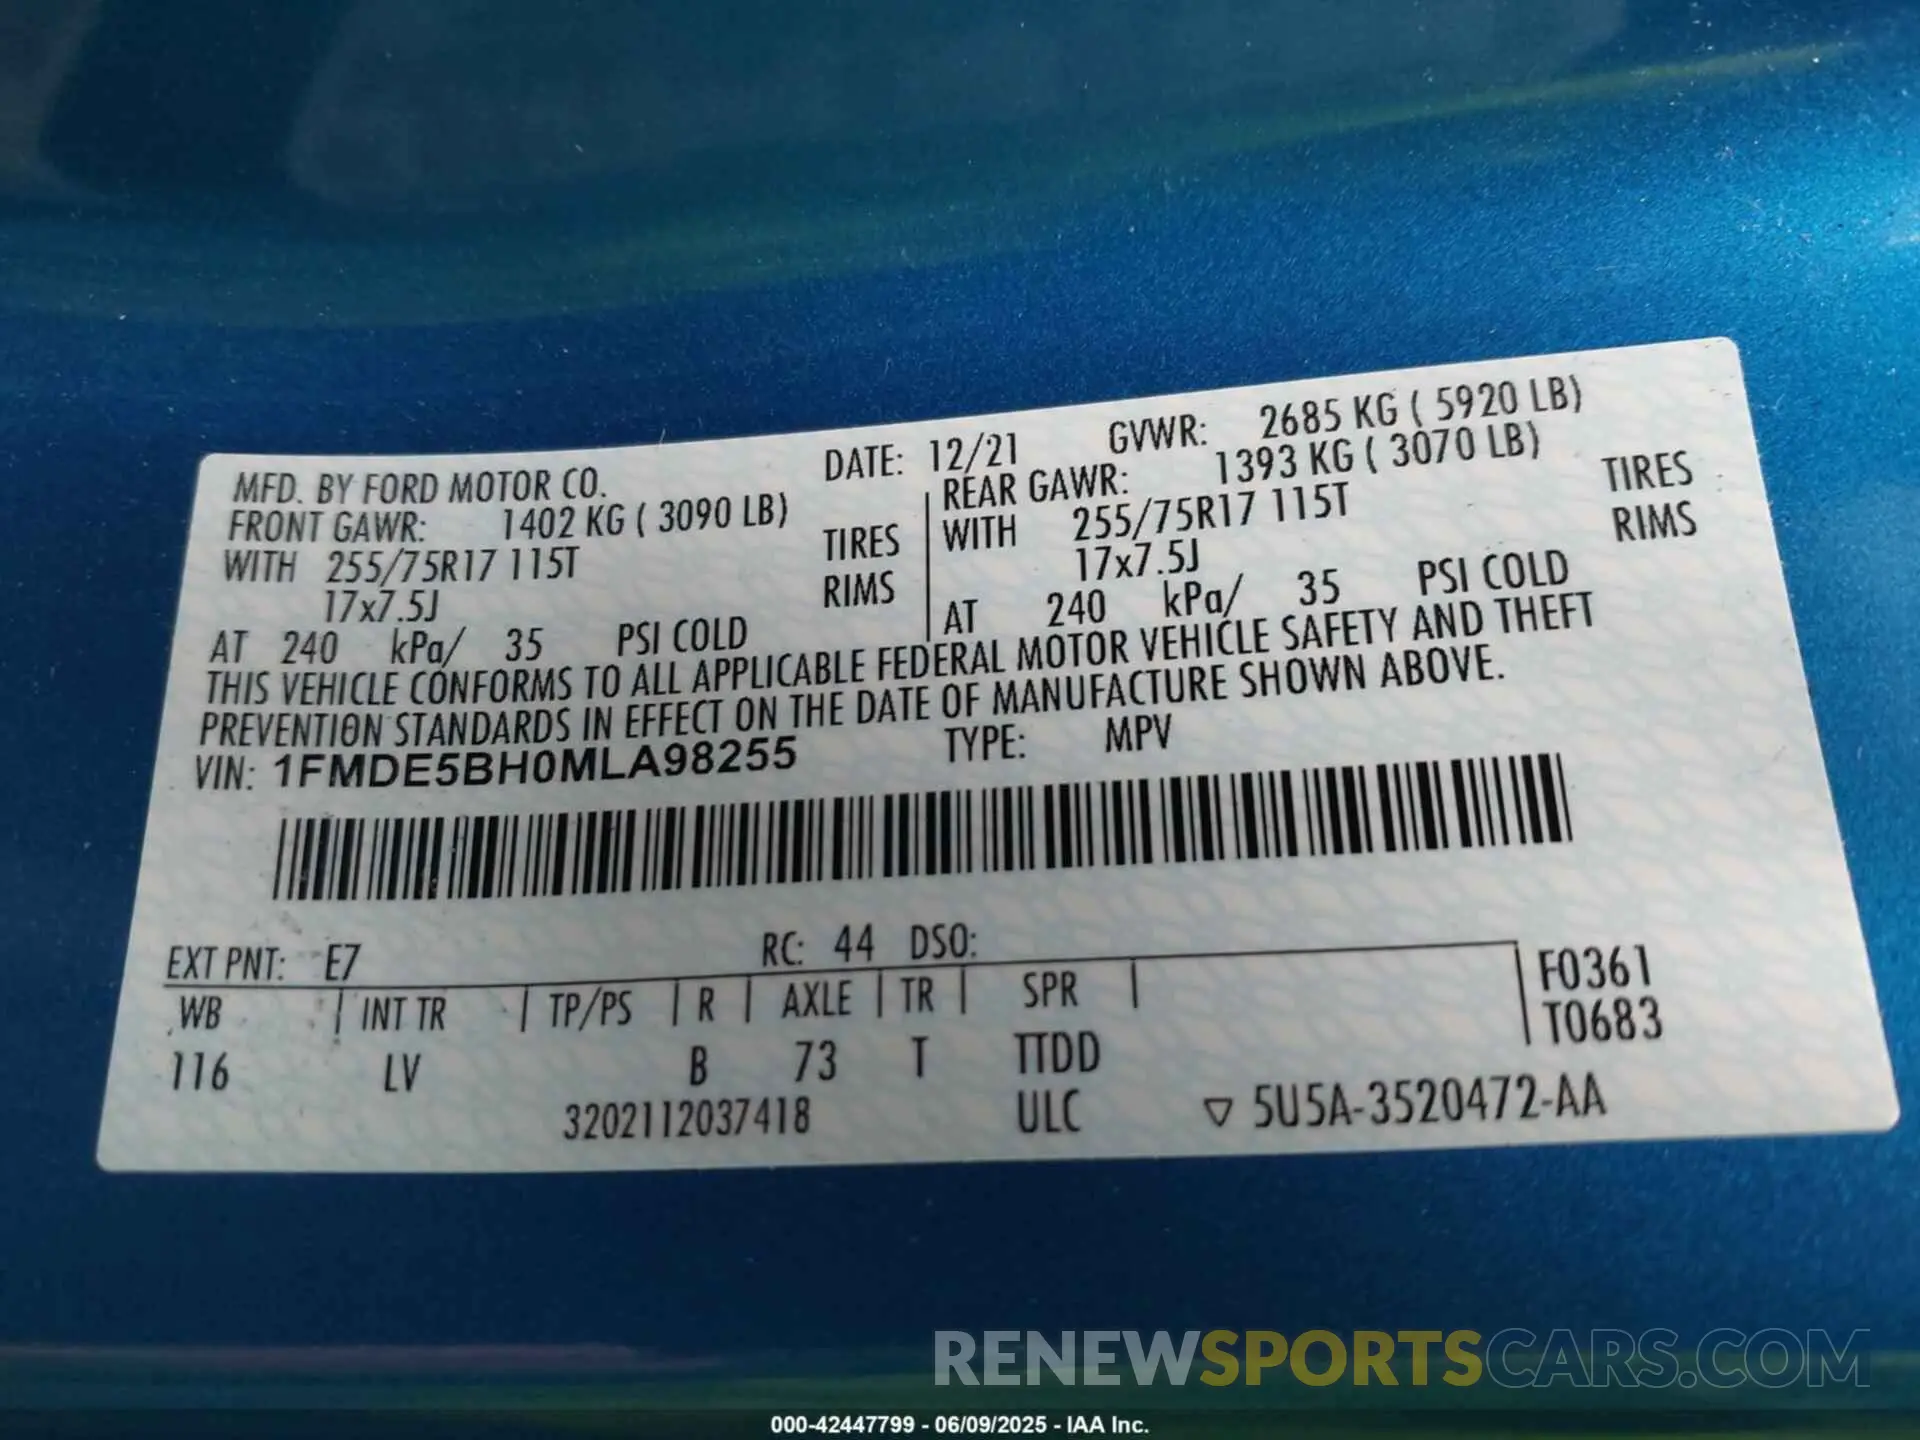 MFD. BY FORD MOTOR CO. DATE: 12/21 GVWR: 2685 KG ( 5920 LB)
FRONT GAWR: 1402 KG ( 3090 LB) REAR GAWR: 1393 KG ( 3070 LB)
WITH 255/75R17 115T TIRES WITH 255/75R17 115T TIRES
17x7.5J RIMS 17x7.5J RIMS
AT 240 kPa/ 35 PSI COLD AT 240 kPa/ 35 PSI COLD
THIS VEHICLE CONFORMS TO ALL APPLICABLE FEDERAL MOTOR VEHICLE SAFETY AND THEFT
PREVENTION STANDARDS IN EFFECT ON THE DATE OF MANUFACTURE SHOWN ABOVE.
VIN: 1FMDE5BH0MLA98255 TYPE: MPV
EXT PNT: E7 RC: 44 DSO:
WB INT TR TP/PS R AXLE TR SPR F0361
T0683
116 LV B 73 T TTDD
3202112037418 ULC ▽ 5U5A-3520472-AA
RENEWSPORTSCARS.COM
000-42447799 - 06/09/2025 - IAA Inc.